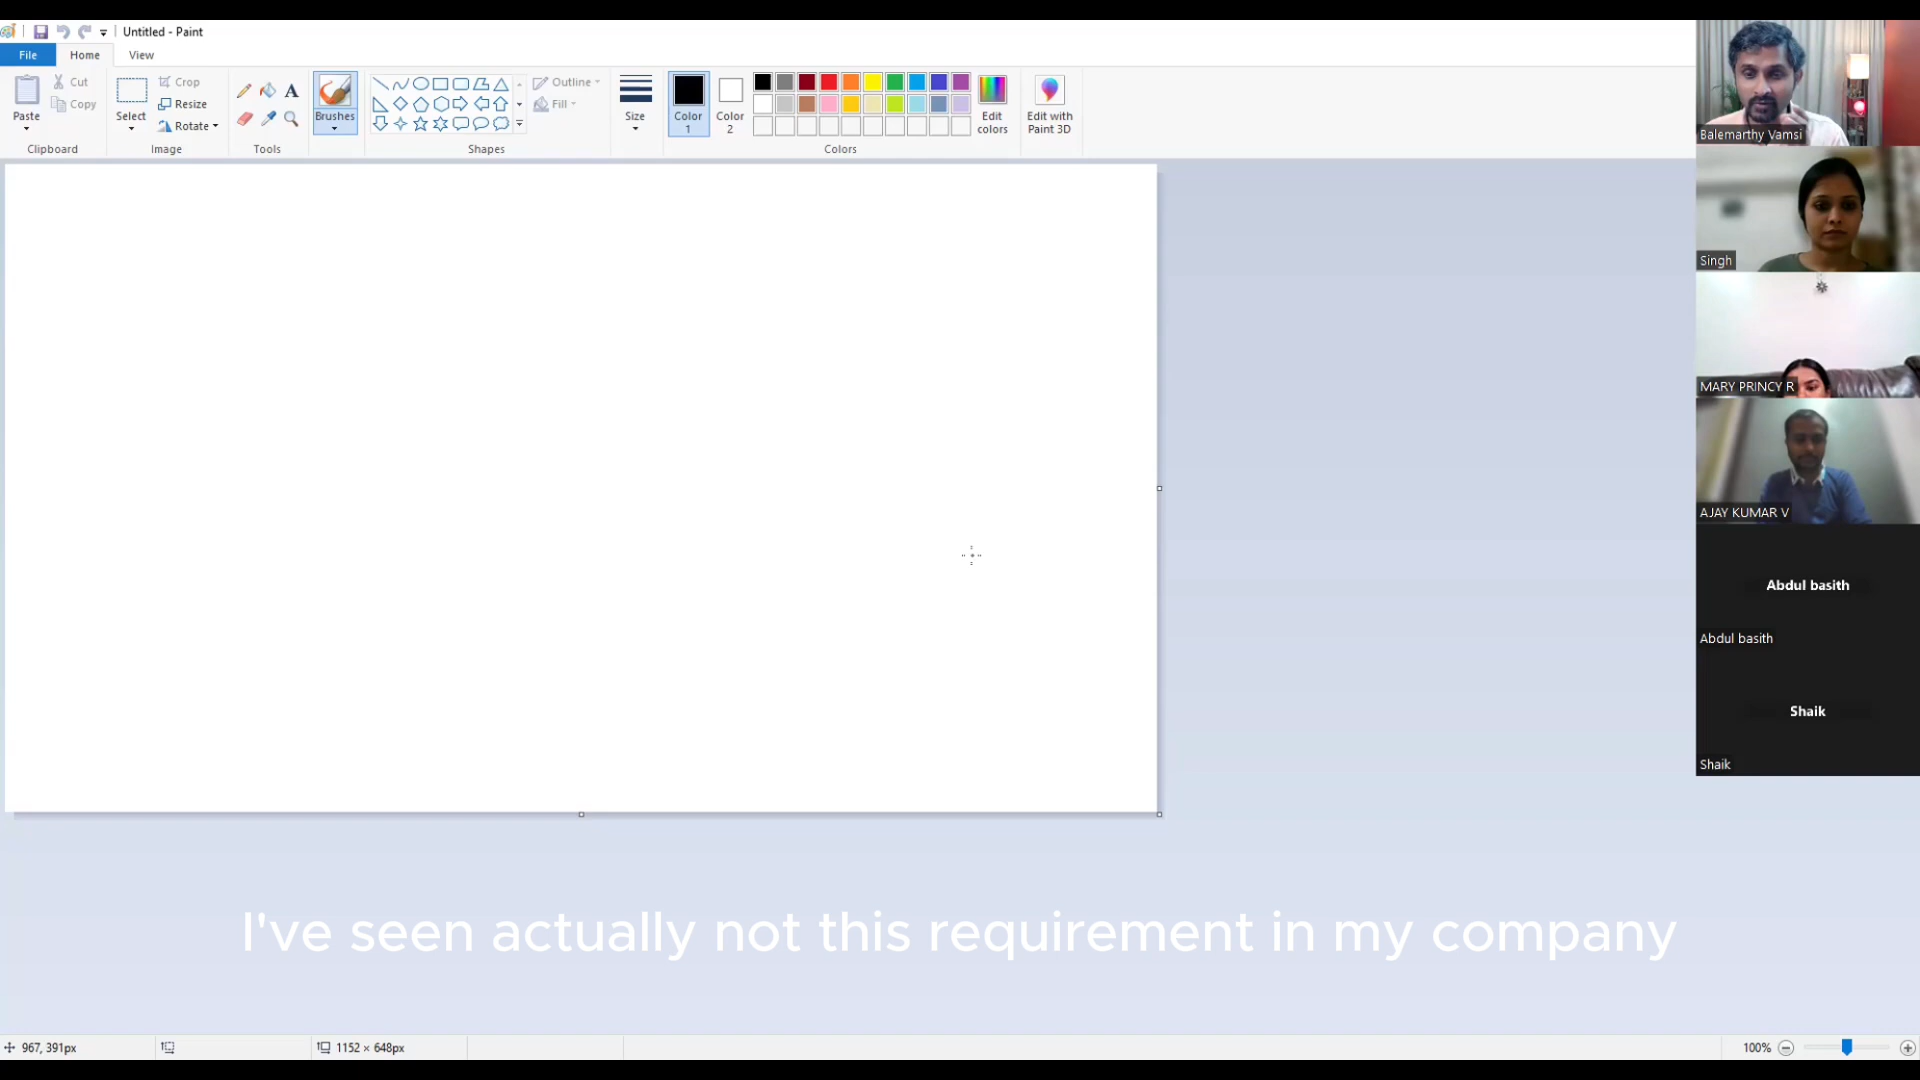 Untitled - Paint
File Home View
Paste
Cut
Copy
Clipboard
Select
Crop
Resize
Rotate
Image
Tools
Brushes
Shapes
Outline
Fill
Size
Color 1
Color 2
Edit colors
Colors
Edit with Paint 3D
Balemarthy Vamsi
Singh
MARY PRINCY R
AJAY KUMAR V
Abdul basith
Abdul basith
Shaik
Shaik
I've seen actually not this requirement in my company
967, 391px
1152 × 648px
100%